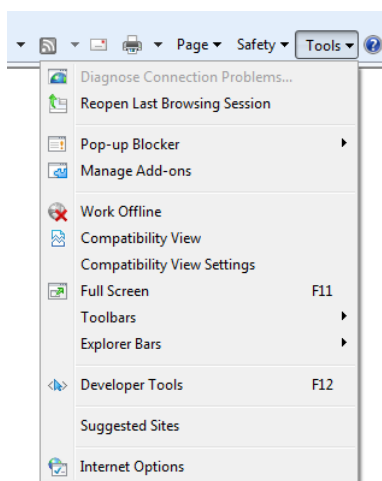 Page Safety Tools
Diagnose Connection Problems...
Reopen Last Browsing Session
Pop-up Blocker
Manage Add-ons
Work Offline
Compatibility View
Compatibility View Settings
Full Screen F11
Toolbars
Explorer Bars
Developer Tools F12
Suggested Sites
Internet Options